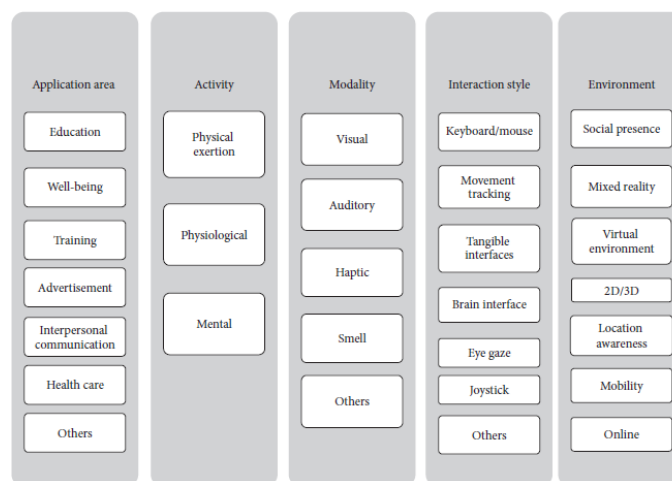 Application area
Education
Well-being
Training
Advertisement
Interpersonal
communication
Health care
Others
Activity
Physical
exertion
Physiological
Mental
Modality
Visual
Auditory
Haptic
Smell
Others
Interaction style
Keyboard/mouse
Movement
tracking
Tangible
interfaces
Brain interface
Eye gaze
Joystick
Others
Environment
Social presence
Mixed reality
Virtual
environment
2D/3D
Location
awareness
Mobility
Online